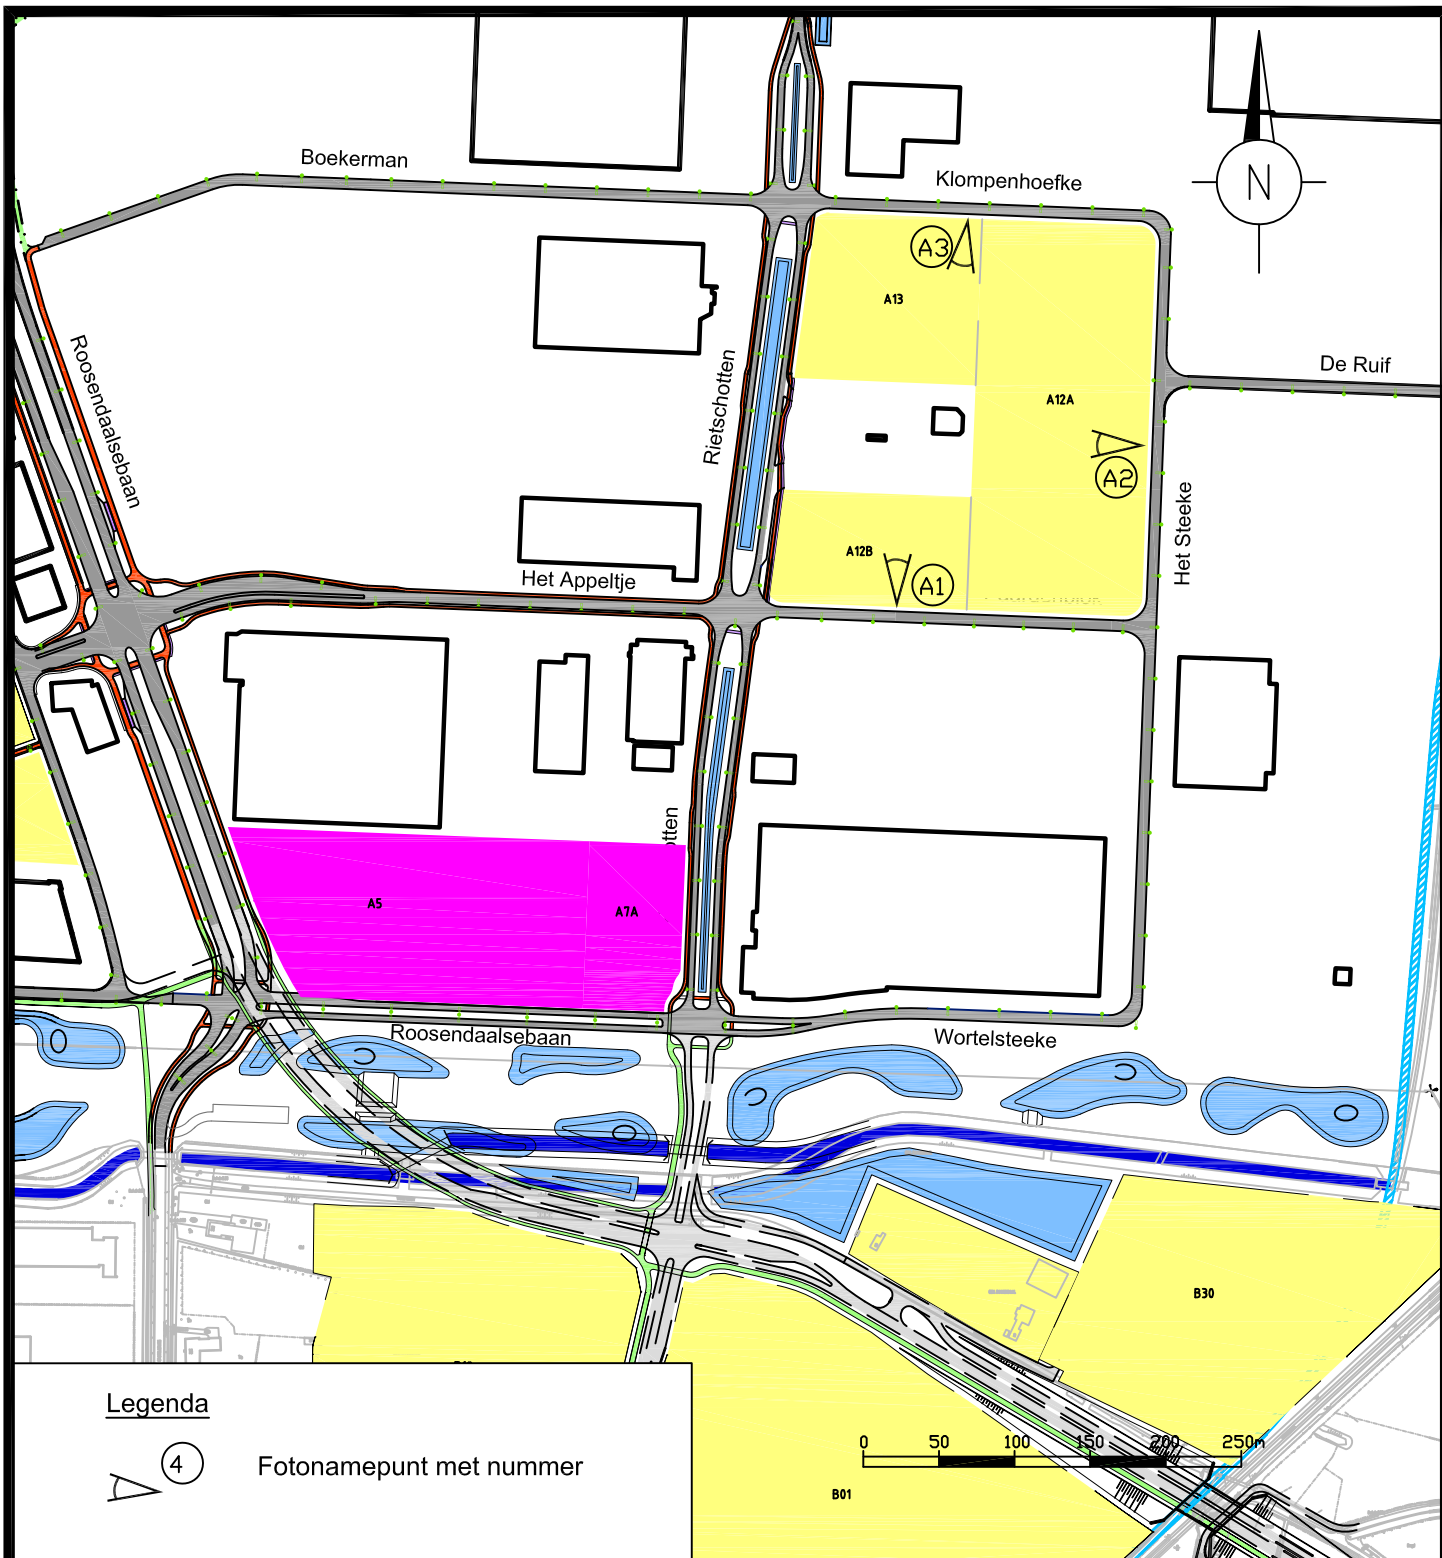 Boekerman
Klompenhoefke
N
A3
A13
Roosendaalsebaan
Rietschotten
De Ruif
A12A
A2
Het Steeke
A12B
A1
Het Appeltje
otten
A5
A7A
Roosendaalsebaan
Wortelsteeke
B30
Legenda
4 Fotonamepunt met nummer
0 50 100 150 200 250m
B01